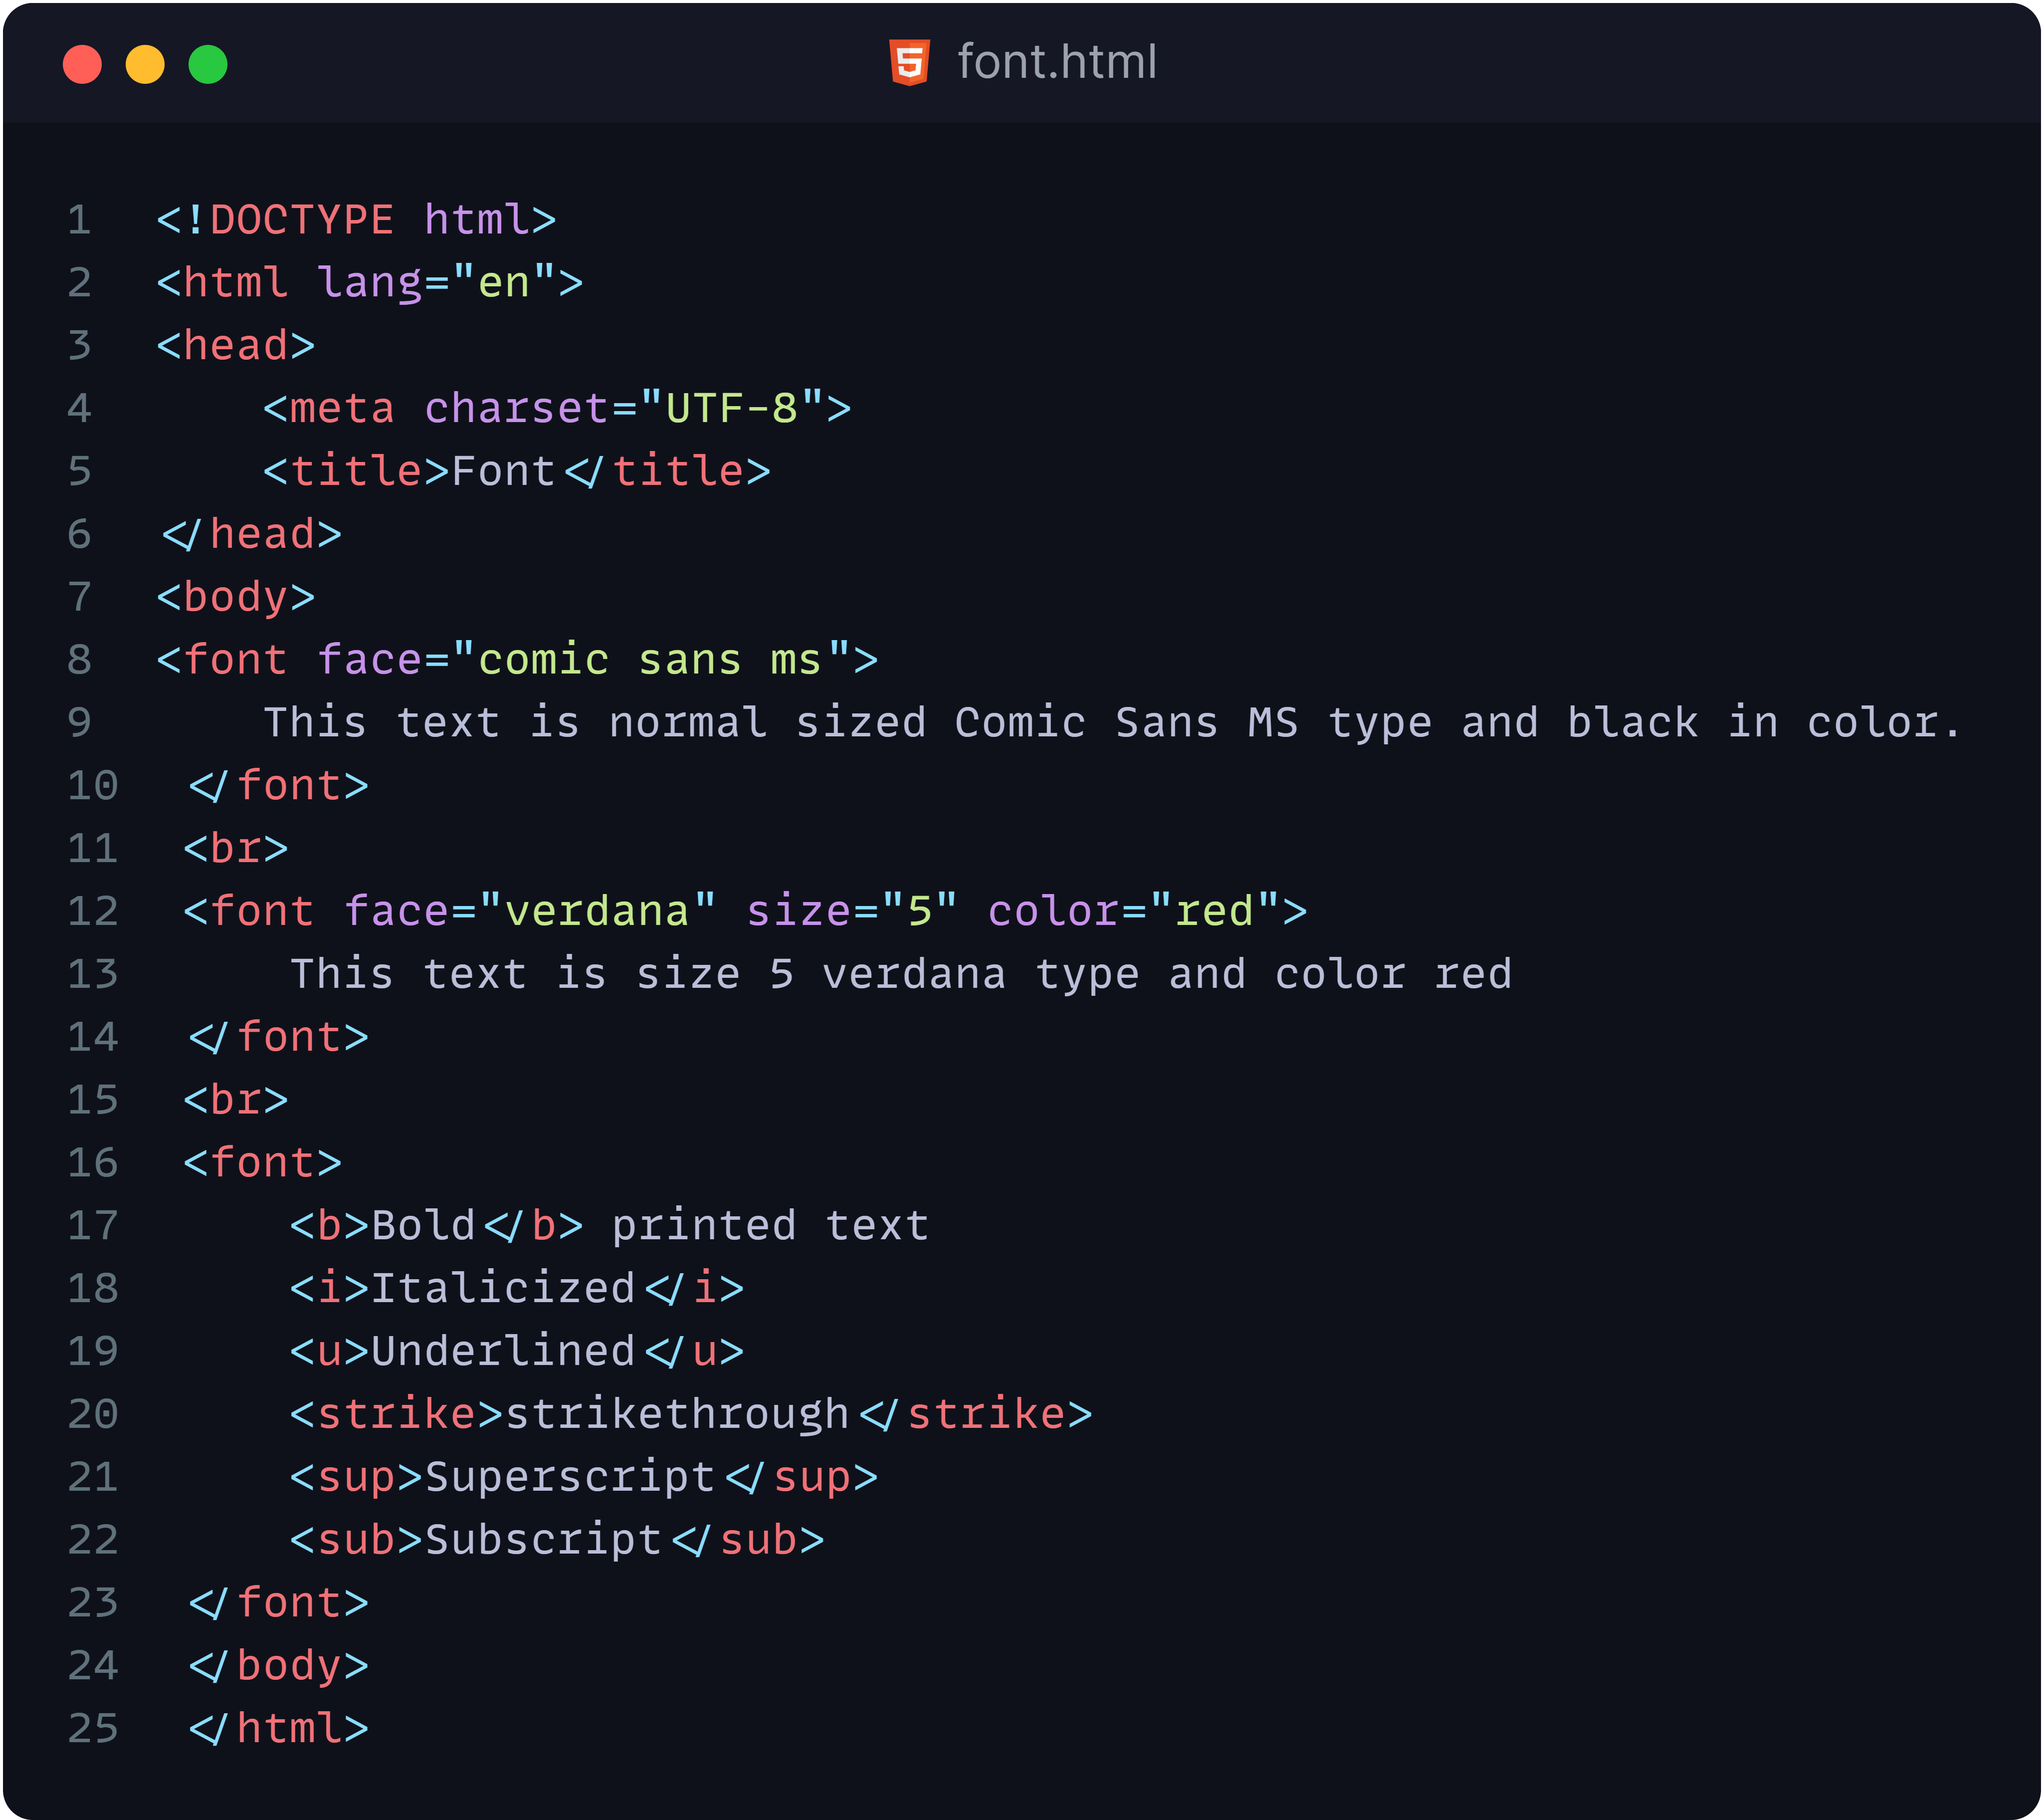 font.html
1 <!DOCTYPE html>
2 <html lang="en">
3 <head>
4     <meta charset="UTF-8">
5     <title>Font</title>
6 </head>
7 <body>
8 <font face="comic sans ms">
9     This text is normal sized Comic Sans MS type and black in color.
10 </font>
11 <br>
12 <font face="verdana" size="5" color="red">
13     This text is size 5 verdana type and color red
14 </font>
15 <br>
16 <font>
17     <b>Bold</b> printed text
18     <i>Italicized</i>
19     <u>Underlined</u>
20     <strike>strikethrough</strike>
21     <sup>Superscript</sup>
22     <sub>Subscript</sub>
23 </font>
24 </body>
25 </html>